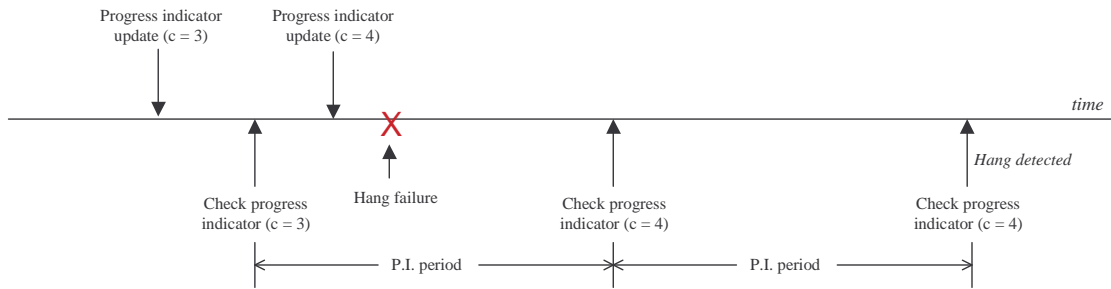 Progress indicator
update (c = 3)
Progress indicator
update (c = 4)
time
X
Hang detected
Hang failure
Check progress
indicator (c = 3)
Check progress
indicator (c = 4)
Check progress
indicator (c = 4)
P.I. period
P.I. period